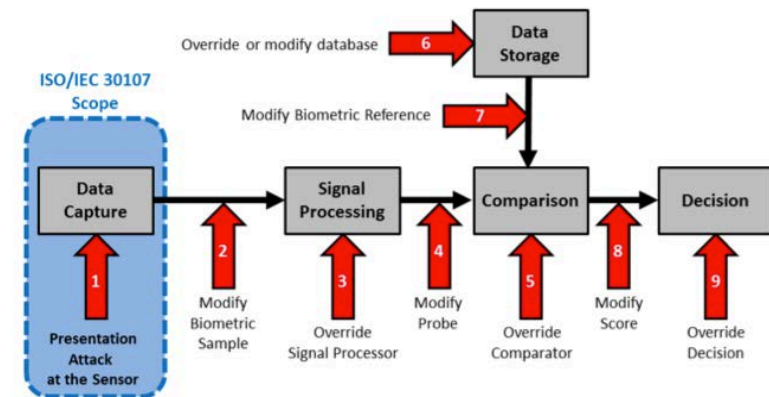 Override or modify database
6
Data
Storage
ISO/IEC 30107
Scope
Modify Biometric Reference
7
Data
Capture
Signal
Processing
Comparison
Decision
1
2
3
4
5
8
9
Presentation
Attack
at the Sensor
Modify
Biometric
Sample
Override
Signal Processor
Modify
Probe
Override
Comparator
Modify
Score
Override
Decision